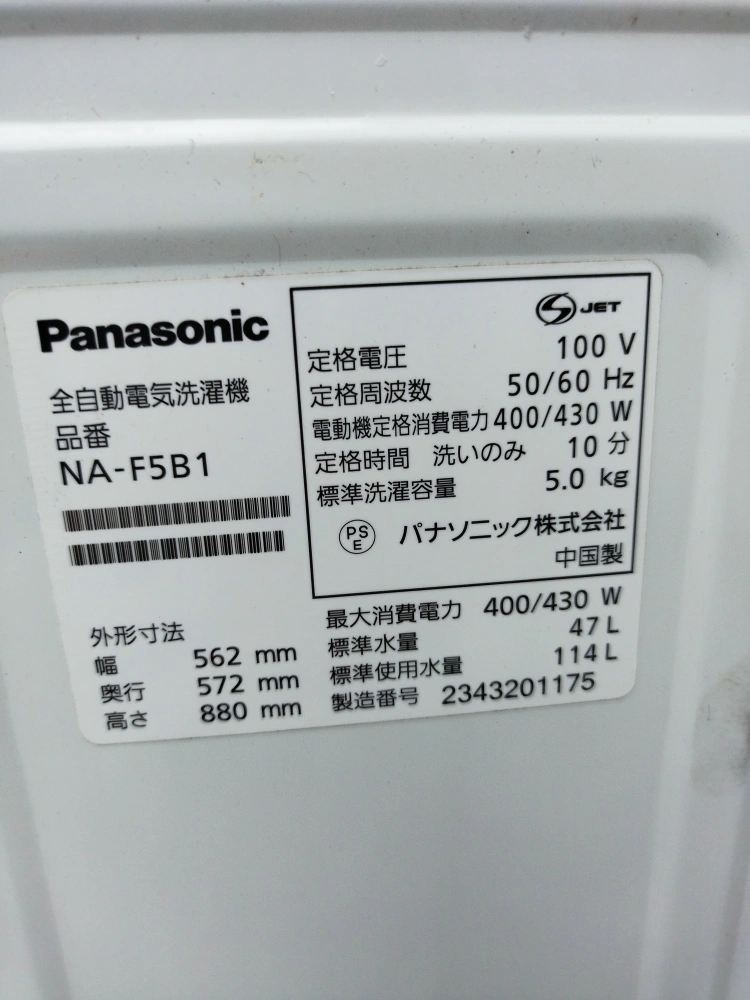 Panasonic
全自動電気洗濯機
品番
NA-F5B1
JET
定格電圧 100 V
定格周波数 50/60 Hz
電動機定格消費電力 400/430 W
定格時間 洗いのみ 10 分
標準洗濯容量 5.0 kg
PS
E
パナソニック株式会社
中国製
外形寸法
幅 562 mm
奥行 572 mm
高さ 880 mm
最大消費電力 400/430 W
標準水量 47 L
標準使用水量 114 L
製造番号 2343201175